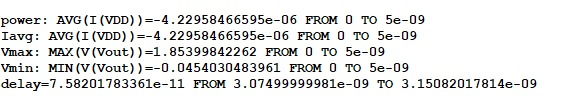 power: AVG(I(VDD))=-4.22958466595e-06 FROM 0 TO 5e-09
Iavg: AVG(I(VDD))=-4.22958466595e-06 FROM 0 TO 5e-09
Vmax: MAX(V(Vout))=1.85399842262 FROM 0 TO 5e-09
Vmin: MIN(V(Vout))=-0.0454030483961 FROM 0 TO 5e-09
delay=7.58201783361e-11 FROM 3.07499999981e-09 TO 3.15082017814e-09